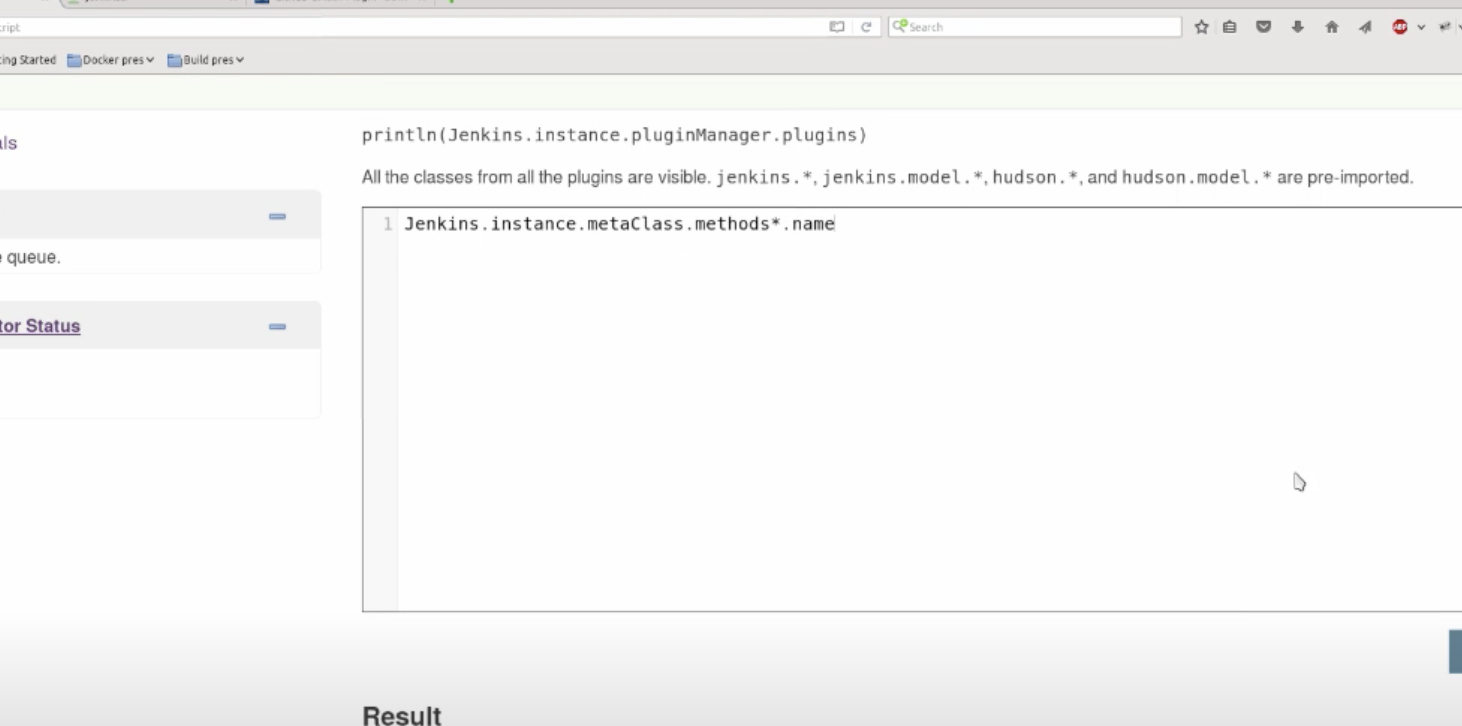 cript
Search
ing Started Docker pres Build pres
println(Jenkins.instance.pluginManager.plugins)
als
All the classes from all the plugins are visible. jenkins.*, jenkins.model.*, hudson.*, and hudson.model.* are pre-imported.
1 Jenkins.instance.metaClass.methods*.name
e queue.
tor Status
Result